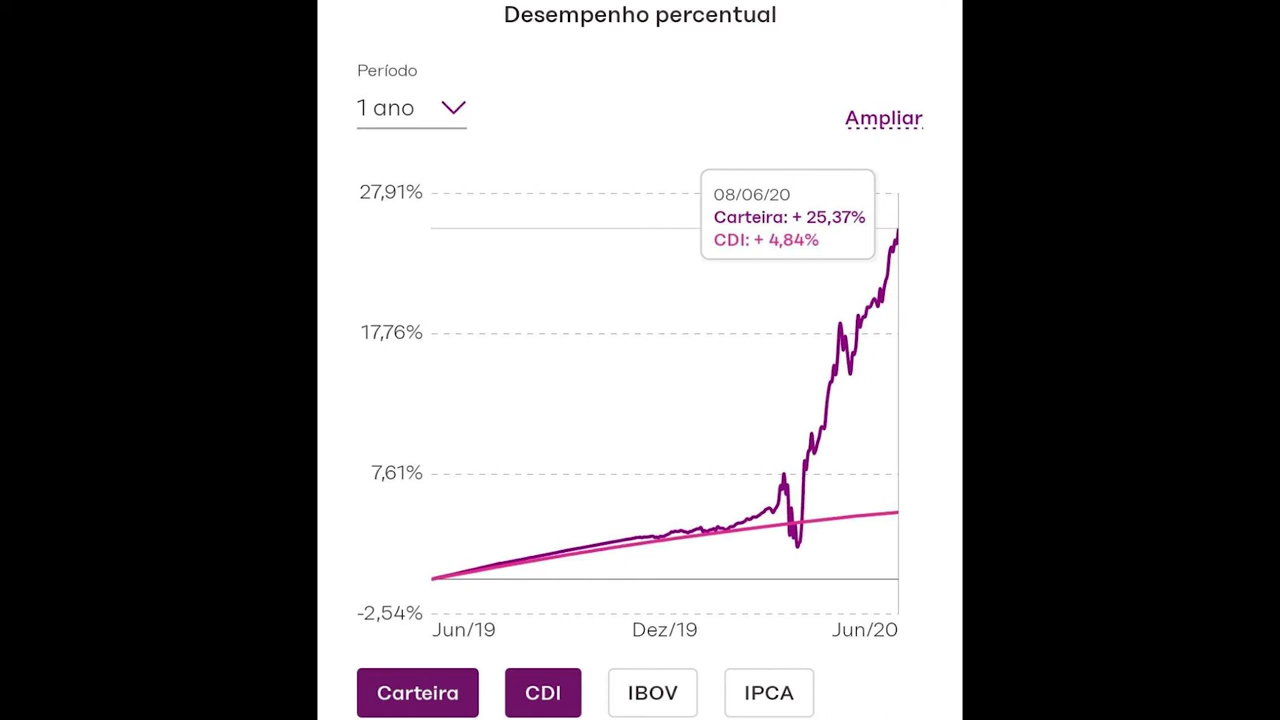 Desempenho percentual
Período
1 ano
Ampliar
27,91%
08/06/20
Carteira: + 25,37%
CDI: + 4,84%
17,76%
7,61%
-2,54%
Jun/19 Dez/19 Jun/20
Carteira CDI IBOV IPCA